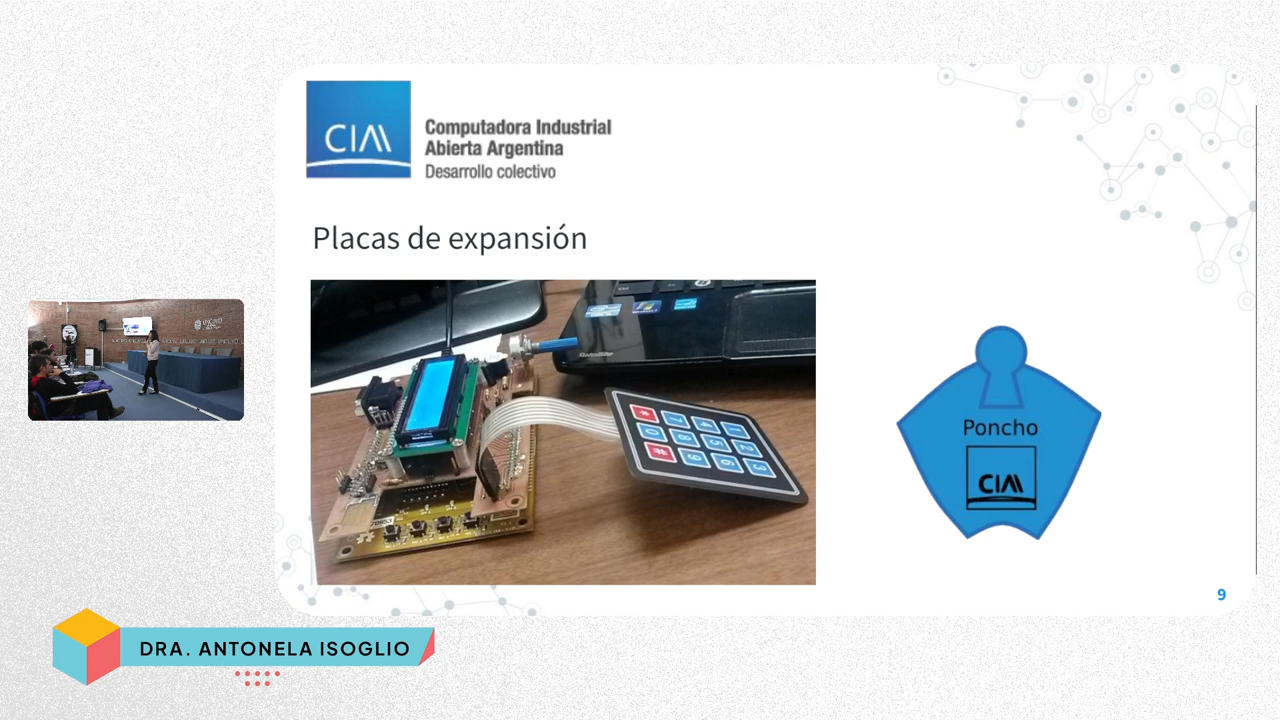 CIAA
Computadora Industrial
Abierta Argentina
Desarrollo colectivo
Placas de expansión
Poncho
CIAA
9
DRA. ANTONELA ISOGLIO